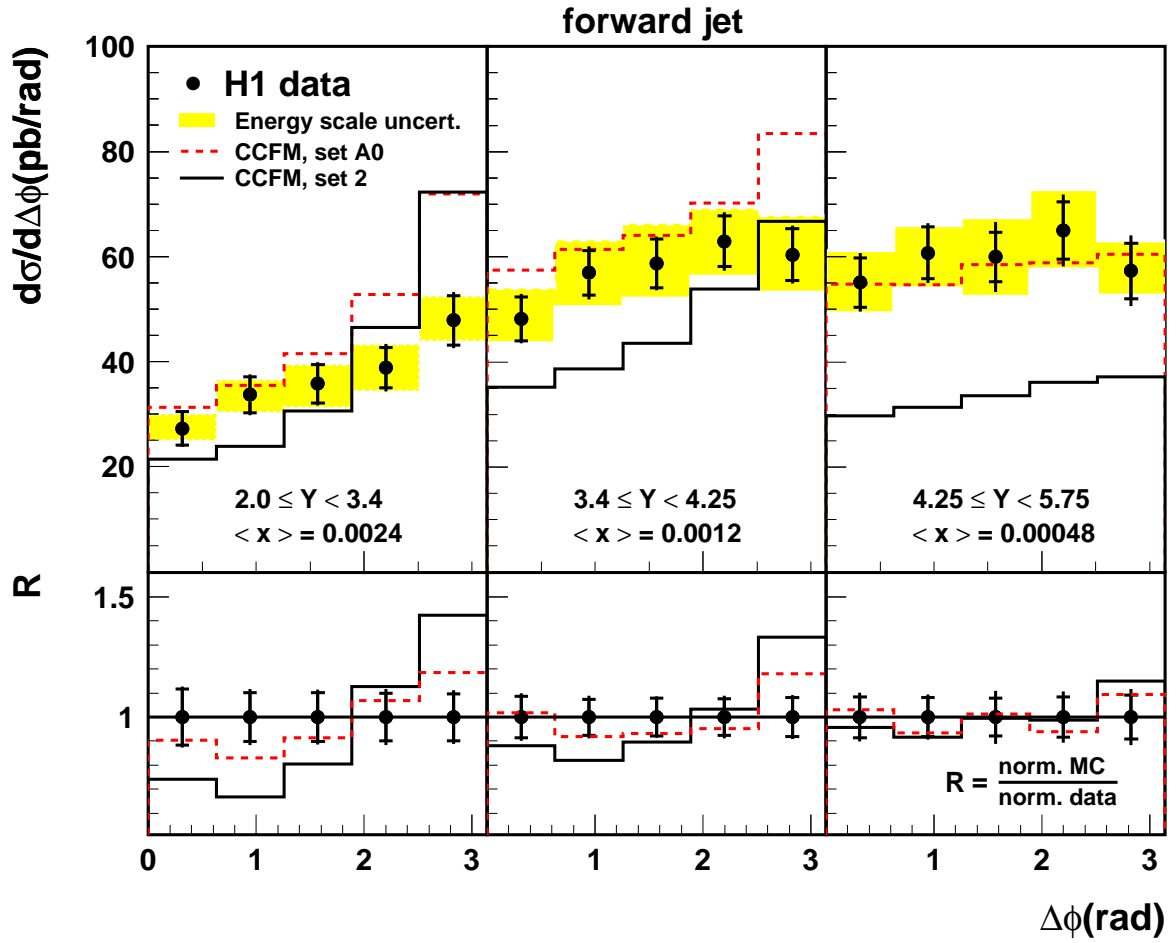 forward jet
dσ/dΔϕ(pb/rad)
100
80
60
40
20
H1 data
Energy scale uncert.
CCFM, set A0
CCFM, set 2
2.0 ≤ Y < 3.4
< x > = 0.0024
3.4 ≤ Y < 4.25
< x > = 0.0012
4.25 ≤ Y < 5.75
< x > = 0.00048
R
1.5
1
R = norm. MC
norm. data
0 1 2 3 1 2 3 1 2 3
Δϕ(rad)